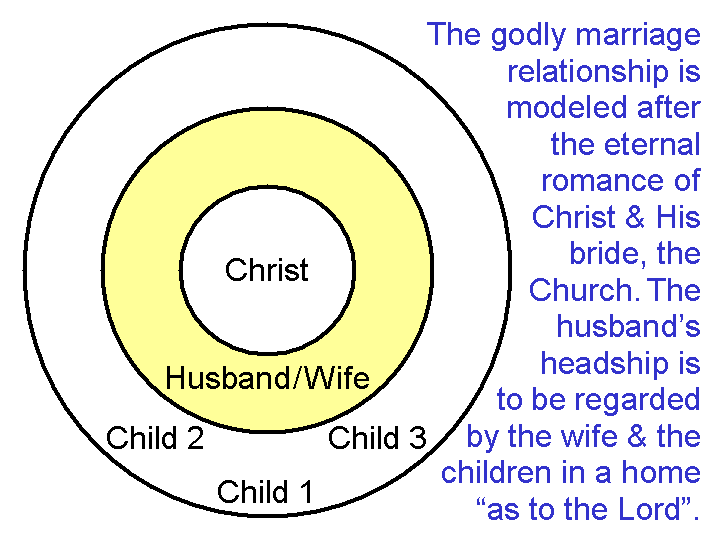 The godly marriage
relationship is
modeled after
the eternal
romance of
Christ & His
bride, the
Church. The
husband’s
headship is
to be regarded
by the wife & the
children in a home
“as to the Lord”.
Christ
Husband/Wife
Child 2
Child 3
Child 1